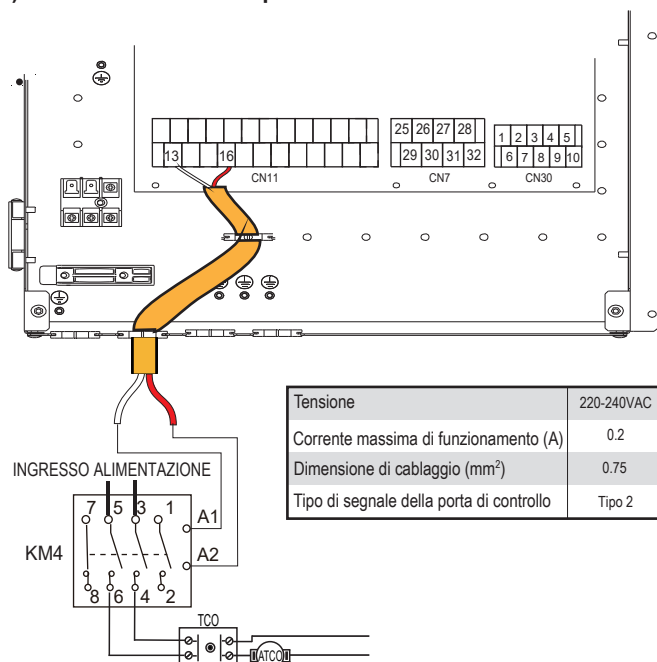 13 16
CN11
25 26 27 28
29 30 31 32
CN7
1 2 3 4 5
6 7 8 9 10
CN30
Tensione 220-240VAC
Corrente massima di funzionamento (A) 0.2
Dimensione di cablaggio (mm²) 0.75
Tipo di segnale della porta di controllo Tipo 2
INGRESSO ALIMENTAZIONE
7 5 3 1
A1
KM4
A2
8 6 4 2
TCO
ATCO